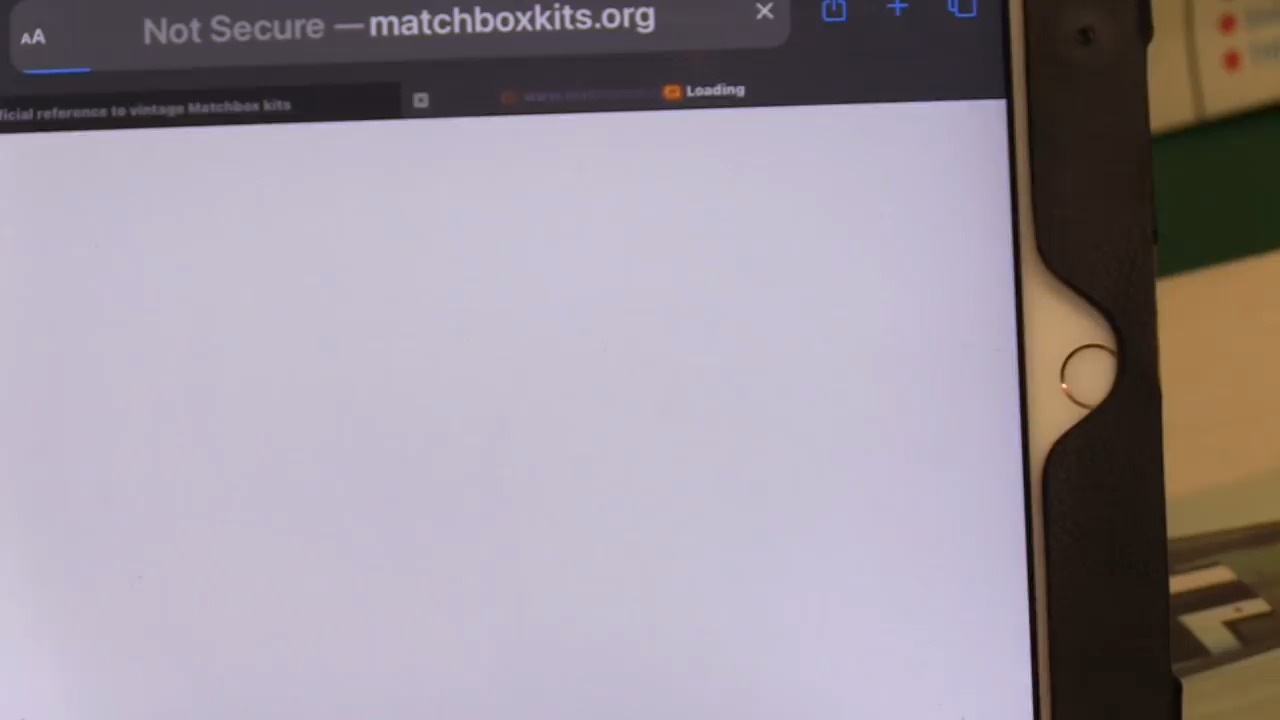 AA Not Secure — matchboxkits.org
ficial reference to vintage Matchbox kits
Loading